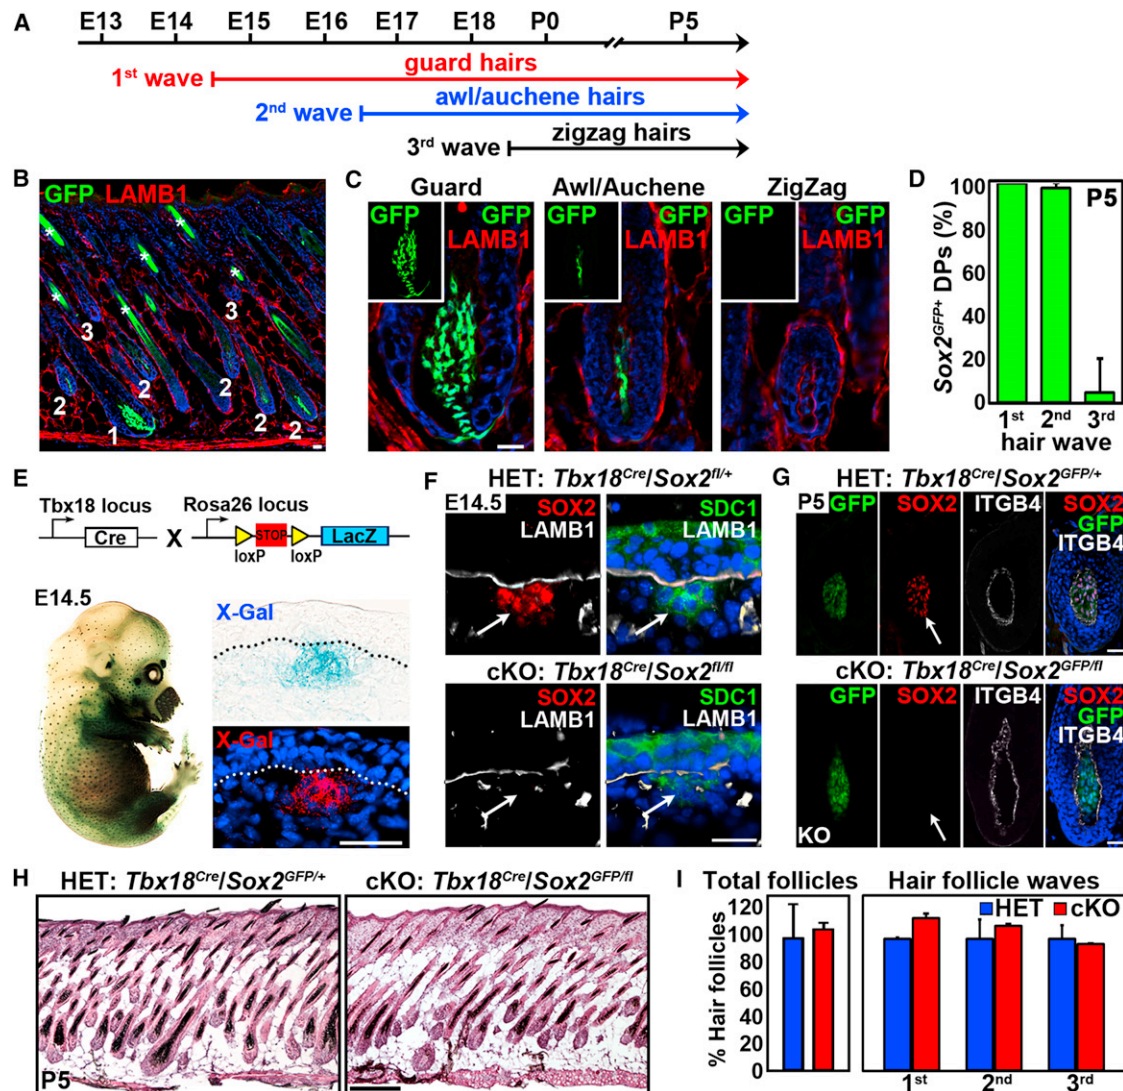 A
E13 E14 E15 E16 E17 E18 P0 P5
1st wave
guard hairs
2nd wave
awl/auchene hairs
3rd wave
zigzag hairs
B
GFP LAMB1
* * * * * *
3 3
2 2 2 2 2
1
C
Guard Awl/Auchene ZigZag
GFP GFP LAMB1
GFP GFP LAMB1
GFP GFP LAMB1
D
P5
Sox2GFP+ DPs (%)
100
80
60
40
20
0
1st 2nd 3rd
hair wave
E
Tbx18 locus Rosa26 locus
Cre X STOP LacZ
loxP loxP
E14.5
X-Gal
X-Gal
F
HET: Tbx18Cre/Sox2fl/+
E14.5 SOX2 LAMB1
SDC1 LAMB1
cKO: Tbx18Cre/Sox2fl/fl
SOX2 LAMB1
SDC1 LAMB1
G
HET: Tbx18Cre/Sox2GFP/+
P5 GFP SOX2 ITGB4 SOX2 GFP ITGB4
cKO: Tbx18Cre/Sox2GFP/fl
GFP SOX2 ITGB4 SOX2 GFP ITGB4
KO
H
HET: Tbx18Cre/Sox2GFP/+
cKO: Tbx18Cre/Sox2GFP/fl
P5
I
Total follicles Hair follicle waves
HET cKO
% Hair follicles
120
100
80
60
40
20
0
1st 2nd 3rd